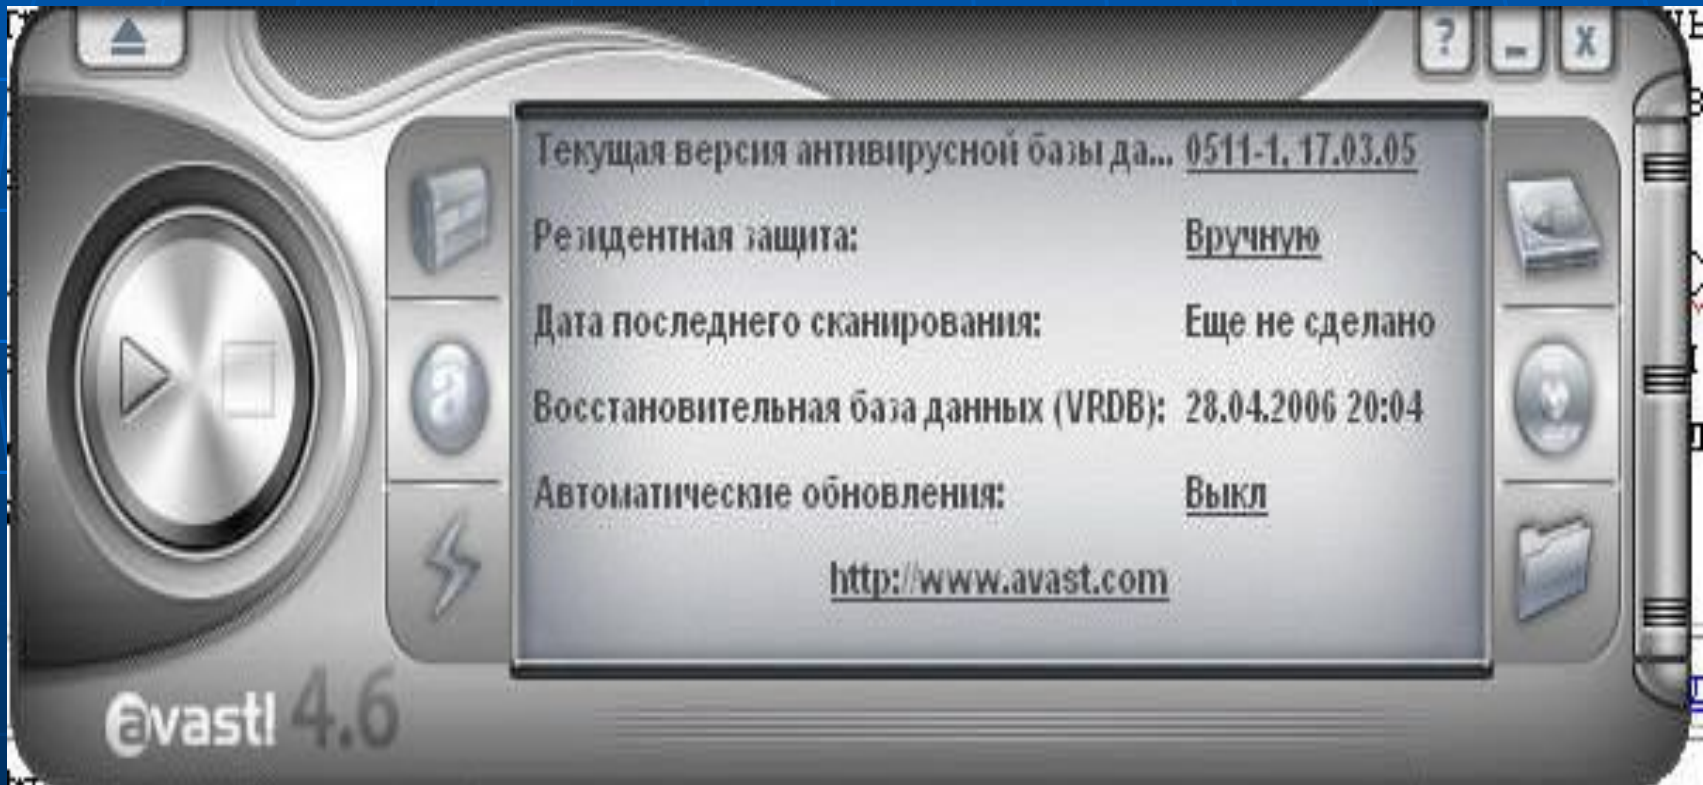 Текущая версия антивирусной базы да... 0511-1, 17.03.05
Резидентная защита: Вручную
Дата последнего сканирования: Еще не сделано
Восстановительная база данных (VRDB): 28.04.2006 20:04
Автоматические обновления: Выкл
http://www.avast.com
avast! 4.6